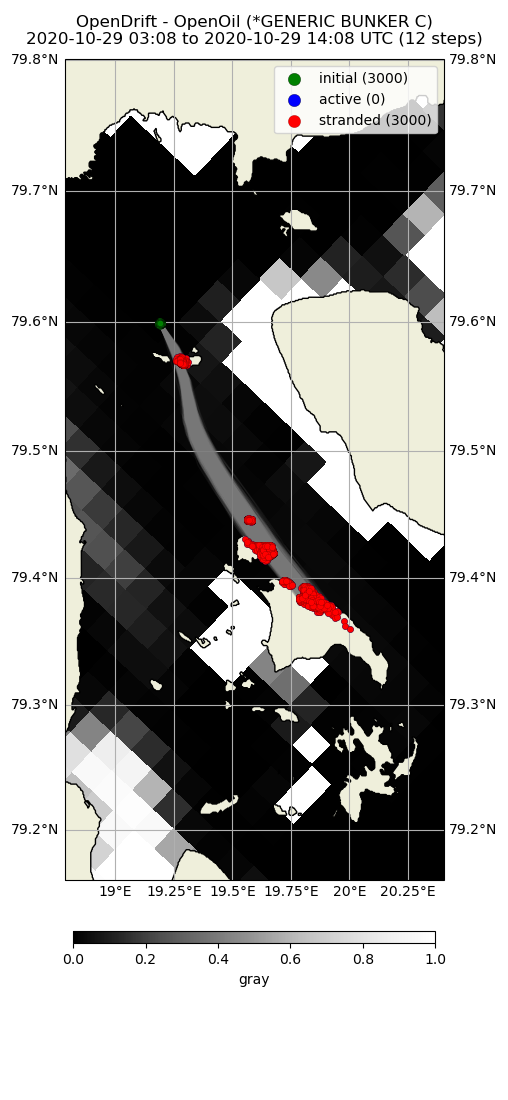 OpenDrift - OpenOil (*GENERIC BUNKER C)
2020-10-29 03:08 to 2020-10-29 14:08 UTC (12 steps)
79.8°N 79.8°N
initial (3000)
active (0)
stranded (3000)
79.7°N 79.7°N
79.6°N 79.6°N
79.5°N 79.5°N
79.4°N 79.4°N
79.3°N 79.3°N
79.2°N 79.2°N
19°E 19.25°E 19.5°E 19.75°E 20°E 20.25°E
0.0 0.2 0.4 0.6 0.8 1.0
gray